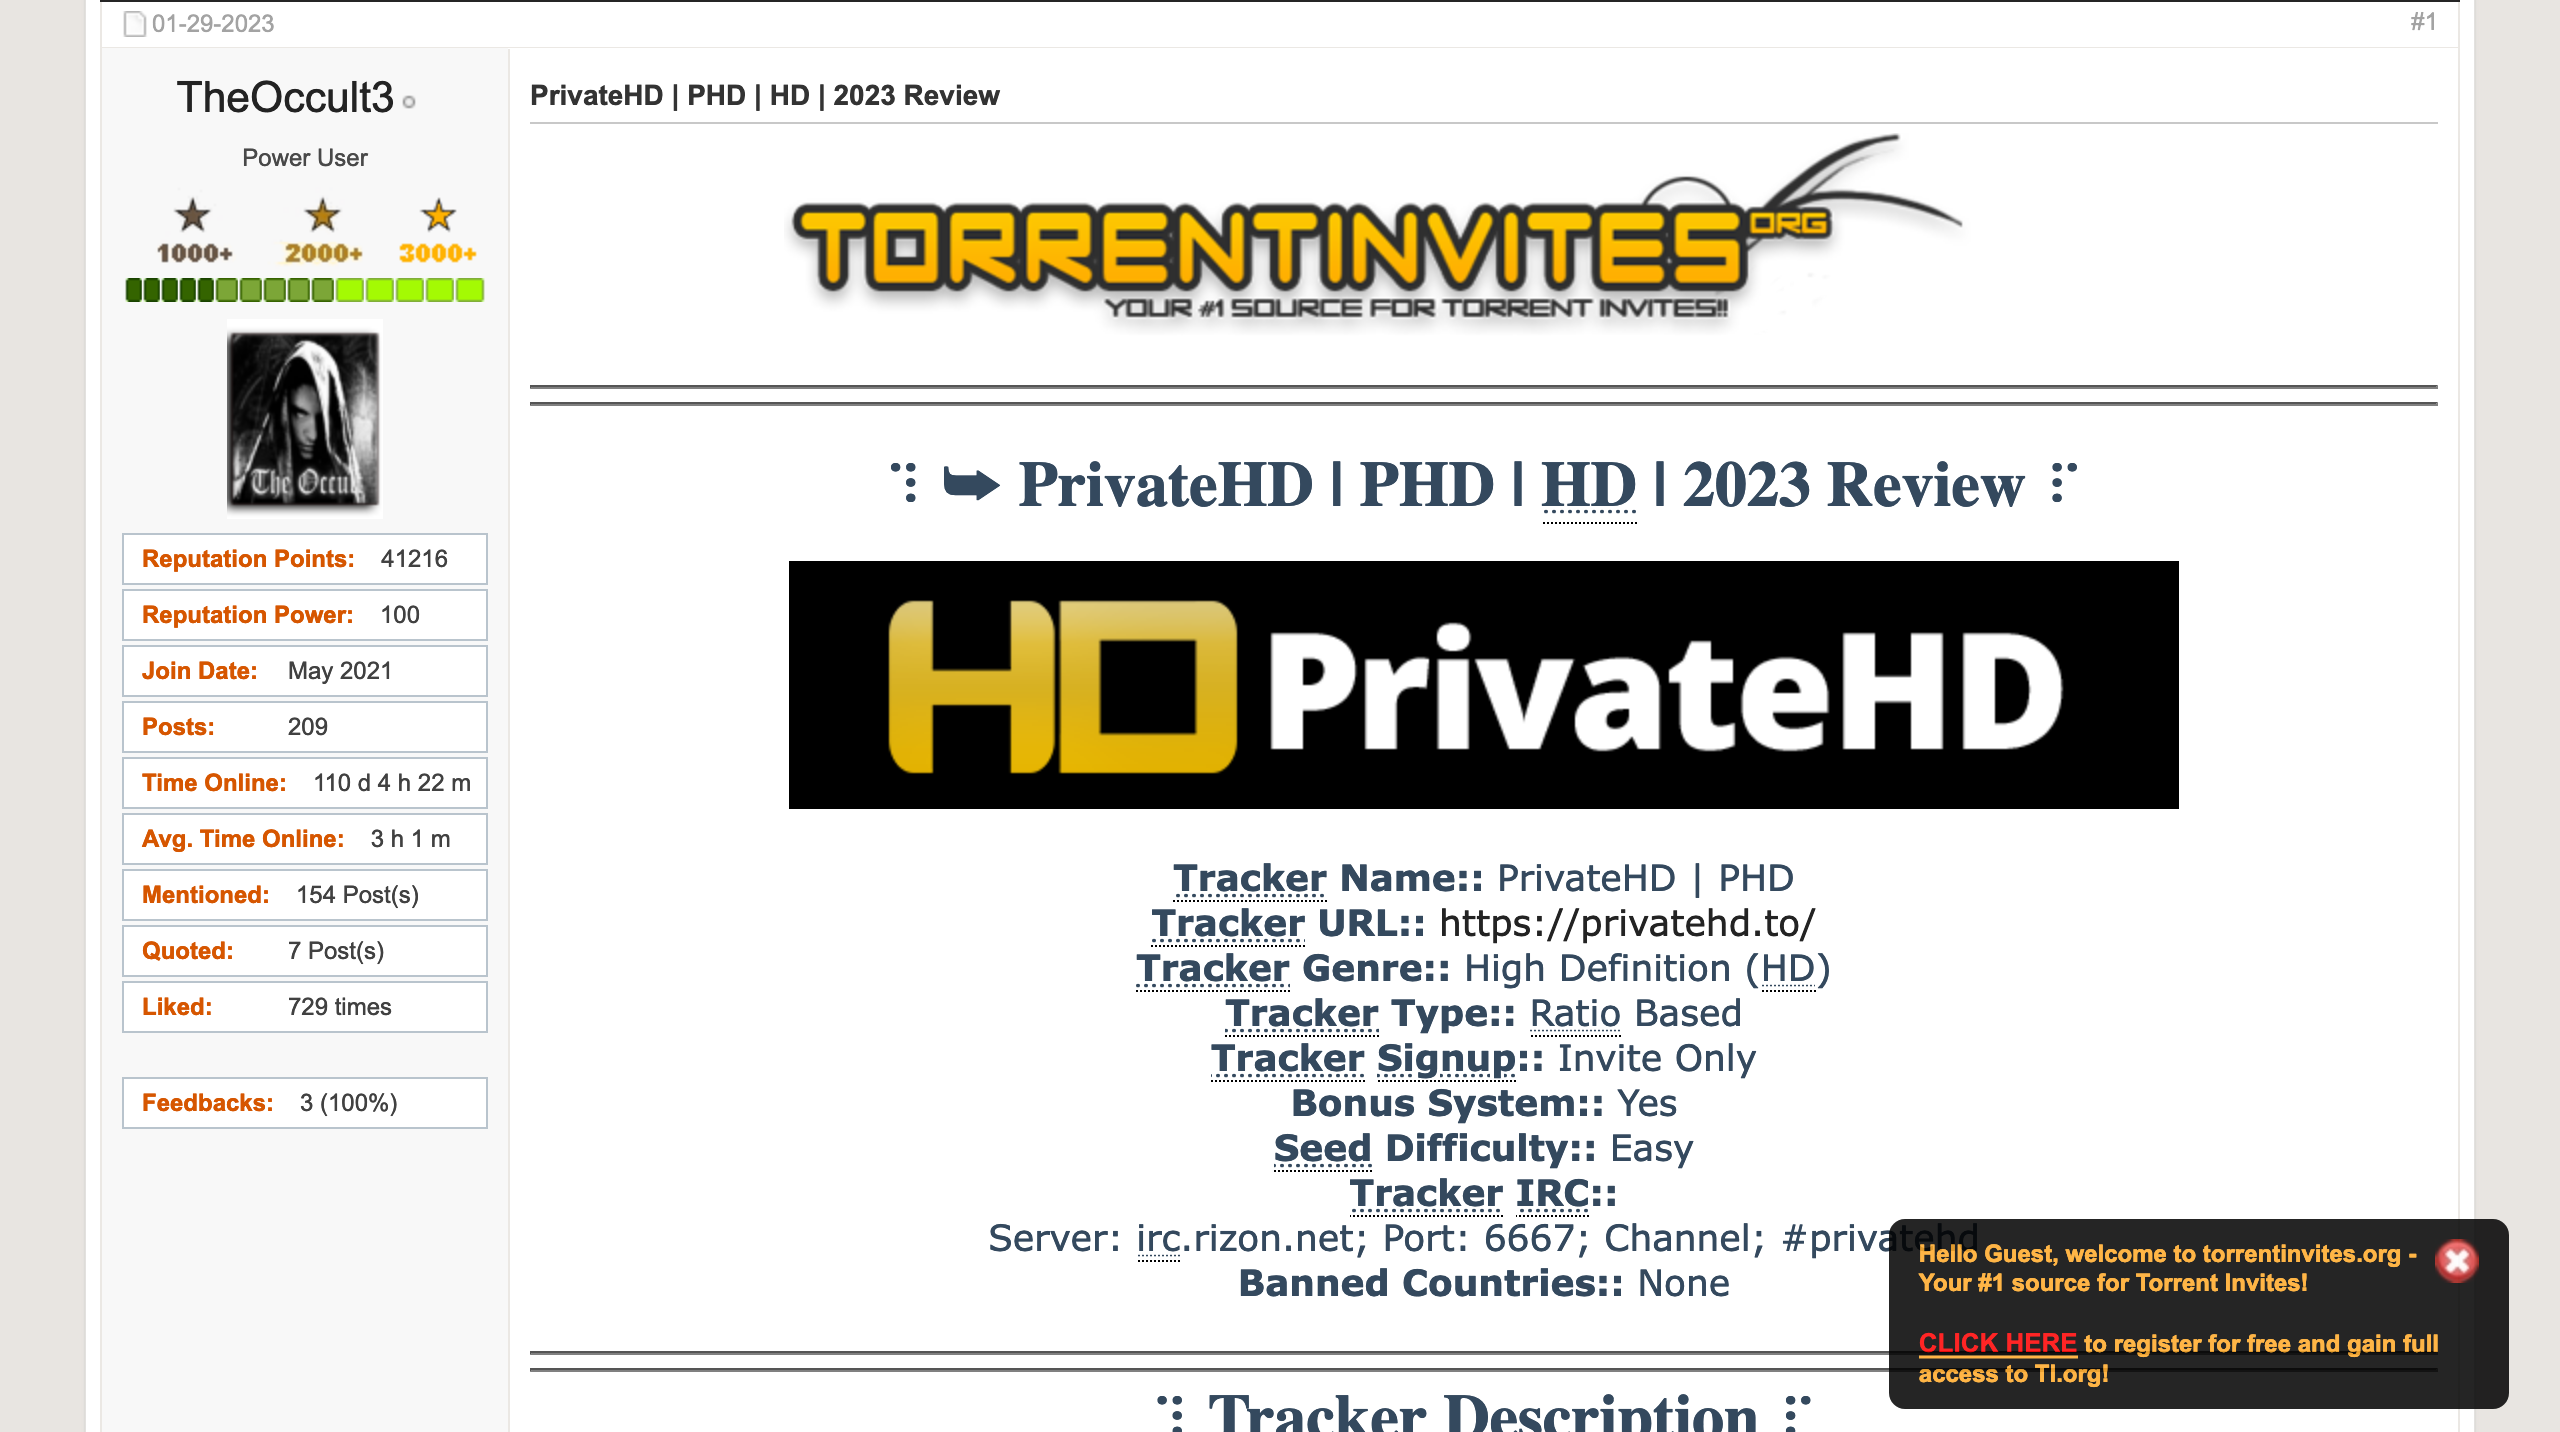 01-29-2023
#1
TheOccult3
Power User
1000+ 2000+ 3000+
The Occu
Reputation Points: 41216
Reputation Power: 100
Join Date: May 2021
Posts: 209
Time Online: 110 d 4 h 22 m
Avg. Time Online: 3 h 1 m
Mentioned: 154 Post(s)
Quoted: 7 Post(s)
Liked: 729 times
Feedbacks: 3 (100%)
PrivateHD | PHD | HD | 2023 Review
TORRENTINVITES ORG
YOUR #1 SOURCE FOR TORRENT INVITES!!
⠹ ➥ PrivateHD | PHD | HD | 2023 Review ⠏
HD PrivateHD
Tracker Name:: PrivateHD | PHD
Tracker URL:: https://privatehd.to/
Tracker Genre:: High Definition (HD)
Tracker Type:: Ratio Based
Tracker Signup:: Invite Only
Bonus System:: Yes
Seed Difficulty:: Easy
Tracker IRC::
Server: irc.rizon.net; Port: 6667; Channel; #privatehd
Banned Countries:: None
⠹ Tracker Description ⠏
Hello Guest, welcome to torrentinvites.org -
Your #1 source for Torrent Invites!
CLICK HERE to register for free and gain full
access to TI.org!